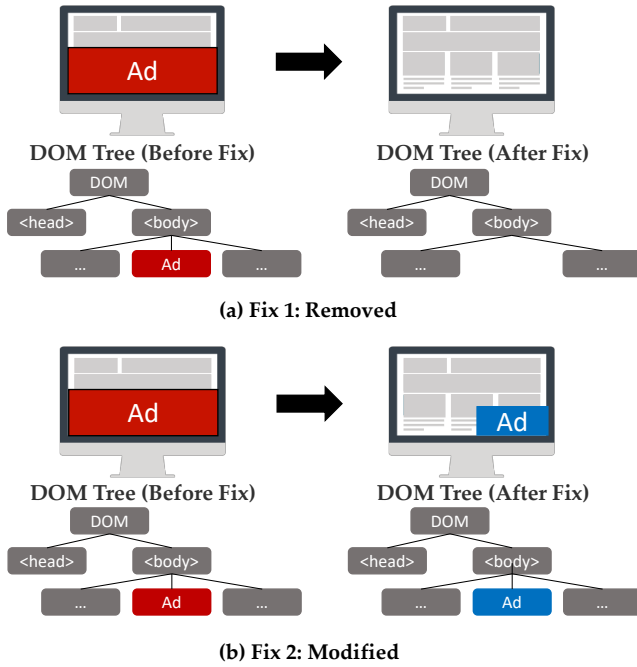 Ad
DOM Tree (Before Fix) DOM Tree (After Fix)
DOM DOM
<head> <body> <head> <body>
... Ad ... ... ...
(a) Fix 1: Removed
Ad Ad
DOM Tree (Before Fix) DOM Tree (After Fix)
DOM DOM
<head> <body> <head> <body>
... Ad ... ... Ad ...
(b) Fix 2: Modified